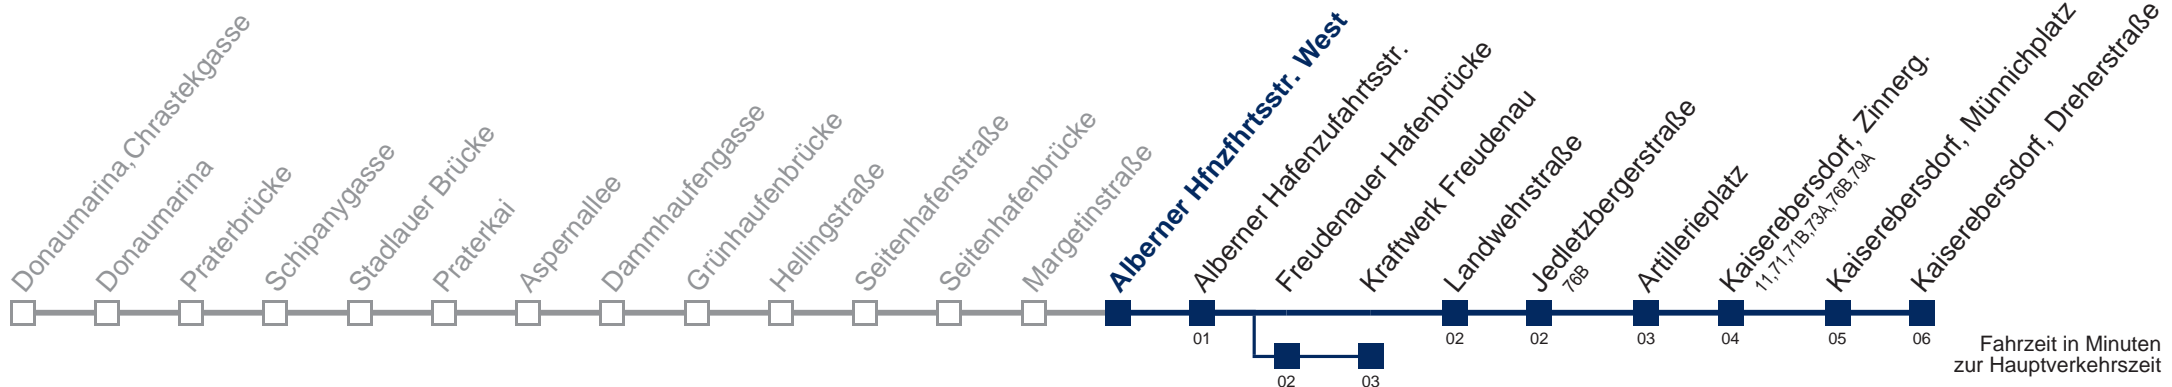 Donaumarina,Chrastekgasse
Donaumarina
Praterbrücke
Schipanygasse
Stadlauer Brücke
Praterkai
Aspernallee
Dammhaufengasse
Grünhaufenbrücke
Hellingstraße
Seitenhafenstraße
Seitenhafenbrücke
Margetinstraße
Alberner Hfnzfhrtsstr. West
Alberner Hafenzufahrtsstr.
Freudenauer Hafenbrücke
Kraftwerk Freudenau
Landwehrstraße
Jedletzbergerstraße
76B
Artillerieplatz
Kaiserebersdorf, Zinnerg.
11,71,71B,73A,76B,79A
Kaiserebersdorf, Münnichplatz
Kaiserebersdorf, Dreherstraße
01
02
02
03
04
05
06
02
03
Fahrzeit in Minuten
zur Hauptverkehrszeit